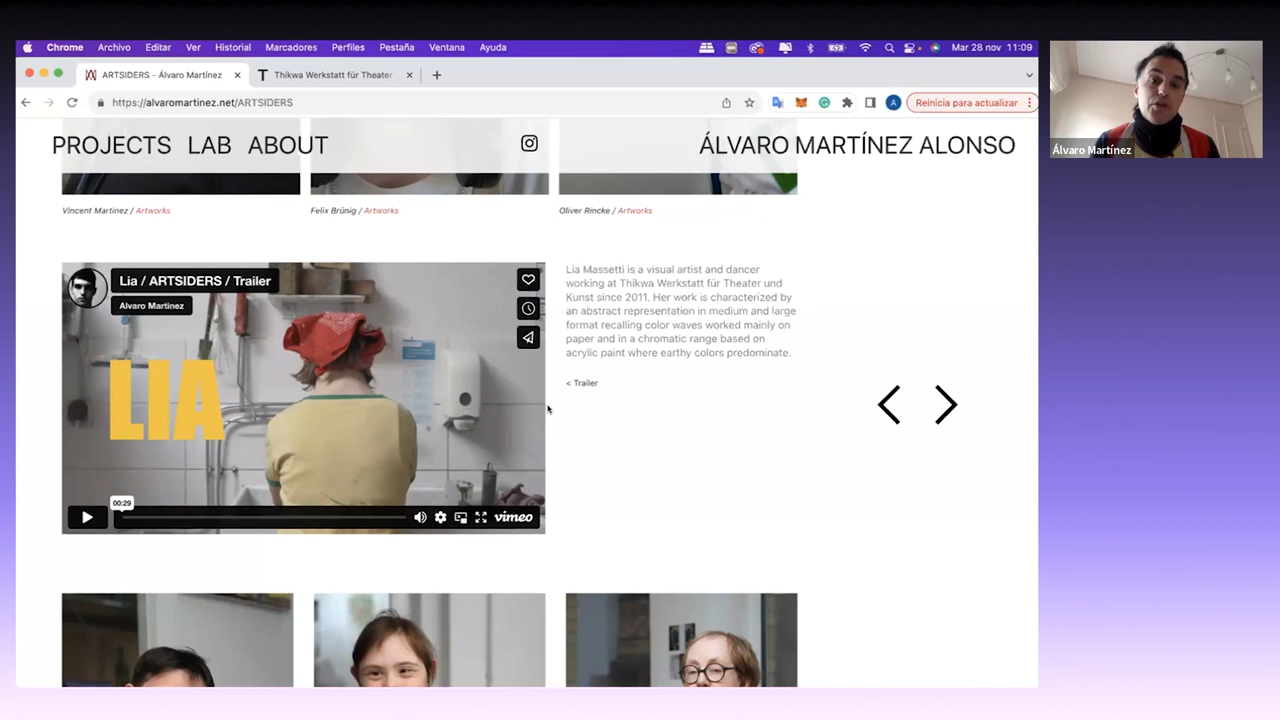 Chrome Archivo Editar Ver Historial Marcadores Perfiles Pestaña Ventana Ayuda Mar 28 nov 11:09
ARTSIDERS – Álvaro Martínez
Thikwa Werkstatt für Theater
https://alvaromartinez.net/ARTSIDERS
A
Reinicia para actualizar
PROJECTS LAB ABOUT
ÁLVARO MARTÍNEZ ALONSO
Álvaro Martínez
Vincent Martinez / Artworks
Felix Brünig / Artworks
Oliver Rincke / Artworks
Lia / ARTSIDERS / Trailer
Alvaro Martinez
LIA
00:29
vimeo
Lia Massetti is a visual artist and dancer
working at Thikwa Werkstatt für Theater und
Kunst since 2011. Her work is characterized by
an abstract representation in medium and large
format recalling color waves worked mainly on
paper and in a chromatic range based on
acrylic paint where earthy colors predominate.
< Trailer